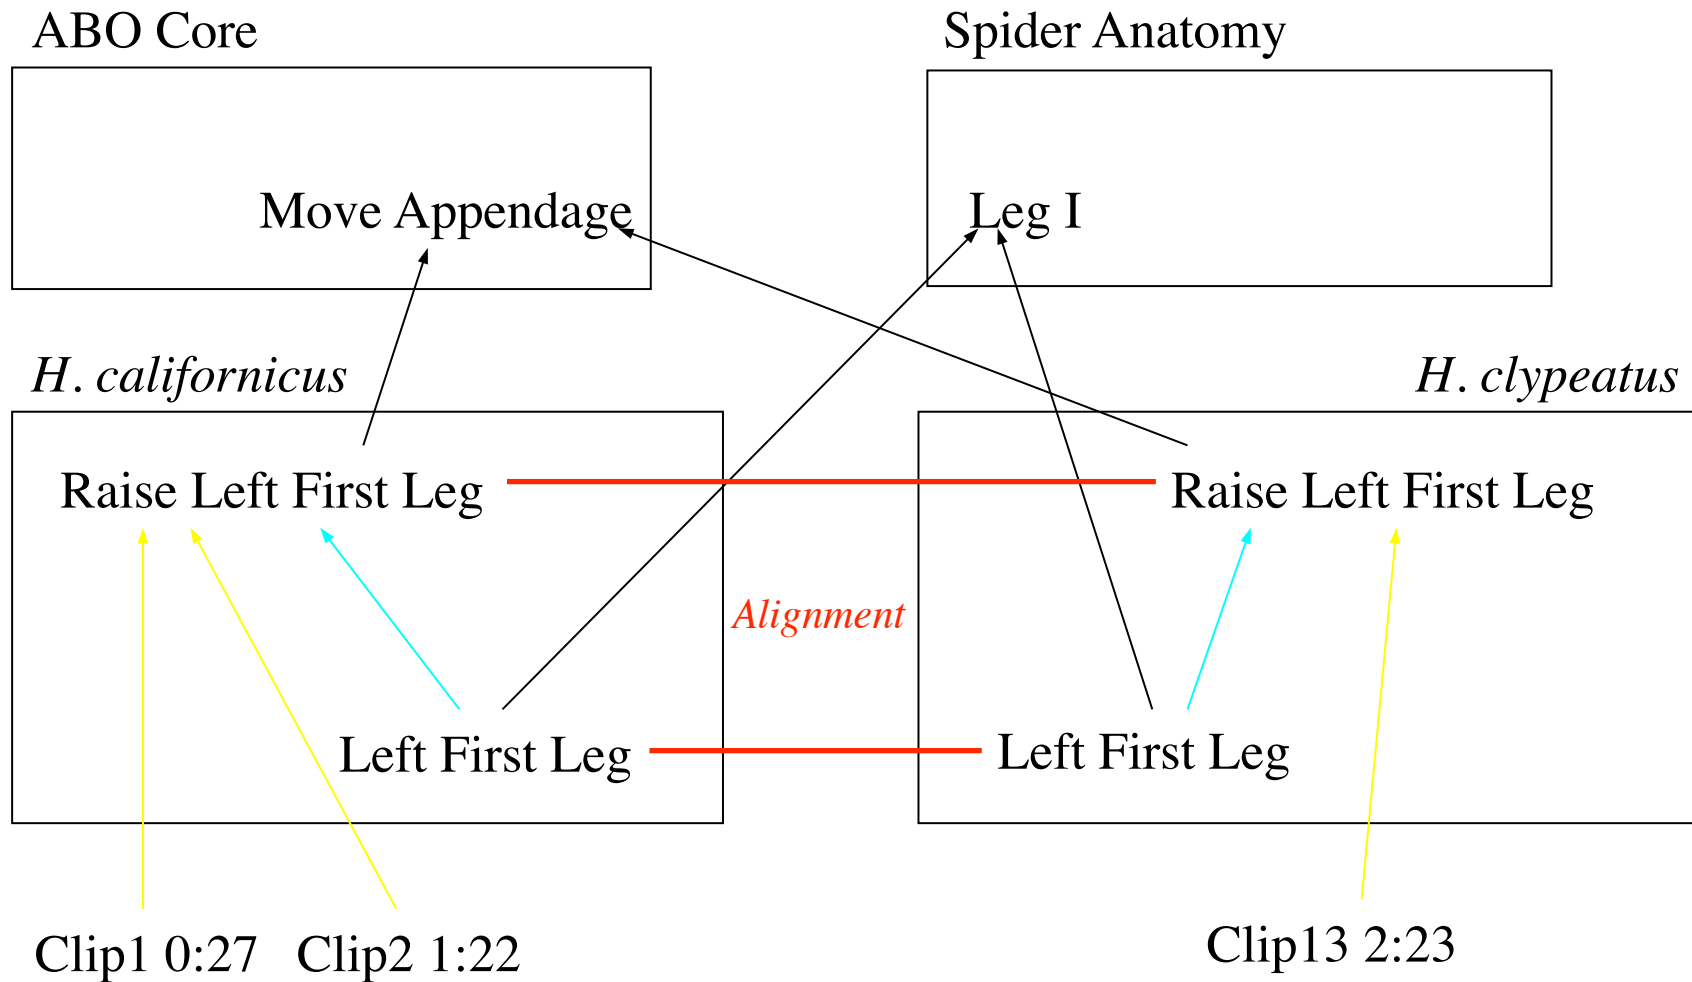 ABO Core
Spider Anatomy
Move Appendage
Leg I
H. californicus
H. clypeatus
Raise Left First Leg
Raise Left First Leg
Alignment
Left First Leg
Left First Leg
Clip1 0:27
Clip2 1:22
Clip13 2:23